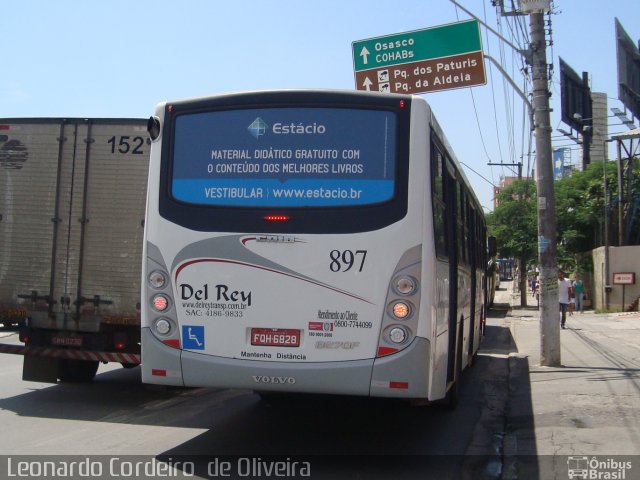 Osasco
COHABs
Pq. dos Paturis
Pq. da Aldeia
152
Estácio
MATERIAL DIDÁTICO GRATUITO COM
O CONTEÚDO DOS MELHORES LIVROS
VESTIBULAR | www.estacio.br
897
Del Rey
www.delreytransp.com.br
SAC: 4186-9833
Atendimento ao Cliente
0800-7744099
FQH-6828
Mantenha Distância
VOLVO
Leonardo Cordeiro de Oliveira
Ônibus
Brasil